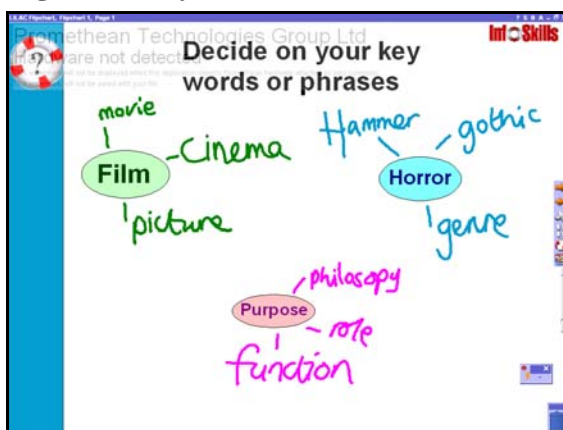 LILAC Flipchart, Flipchart 1, Page 1
Promethean Technologies Group Ltd
Hardware not detected
InfoSkills
?
Decide on your key
words or phrases
movie
Cinema
Film
picture
Hammer
gothic
Horror
genre
philosopy
Purpose
role
function